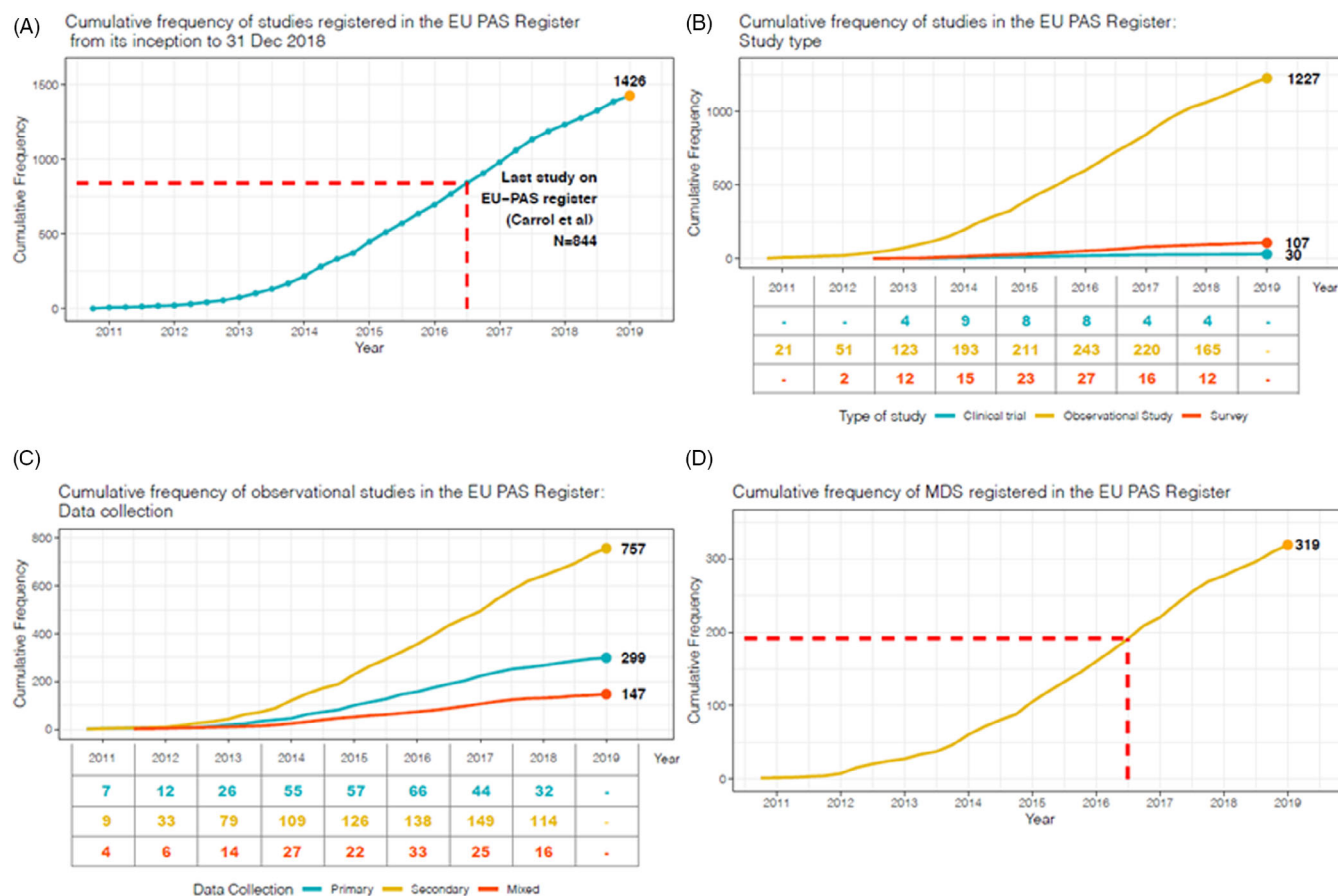 (A)
Cumulative frequency of studies registered in the EU PAS Register
from its inception to 31 Dec 2018
1500
1000
500
0
Cumulative Frequency
1426
Last study on
EU-PAS register
(Carrol et al)
N=844
2011 2012 2013 2014 2015 2016 2017 2018 2019
Year
(B)
Cumulative frequency of studies in the EU PAS Register:
Study type
1000
500
0
Cumulative Frequency
1227
107
30
2011 2012 2013 2014 2015 2016 2017 2018 2019 Year
- - 4 9 8 8 4 4 -
21 51 123 193 211 243 220 165 -
- 2 12 15 23 27 16 12 -
Type of study Clinical trial Observational Study Survey
(C)
Cumulative frequency of observational studies in the EU PAS Register:
Data collection
800
600
400
200
0
Cumulative Frequency
757
299
147
2011 2012 2013 2014 2015 2016 2017 2018 2019 Year
7 12 26 55 57 66 44 32 -
9 33 79 109 126 138 149 114 -
4 6 14 27 22 33 25 16 -
Data Collection Primary Secondary Mixed
(D)
Cumulative frequency of MDS registered in the EU PAS Register
300
200
100
0
Cumulative Frequency
319
2011 2012 2013 2014 2015 2016 2017 2018 2019
Year